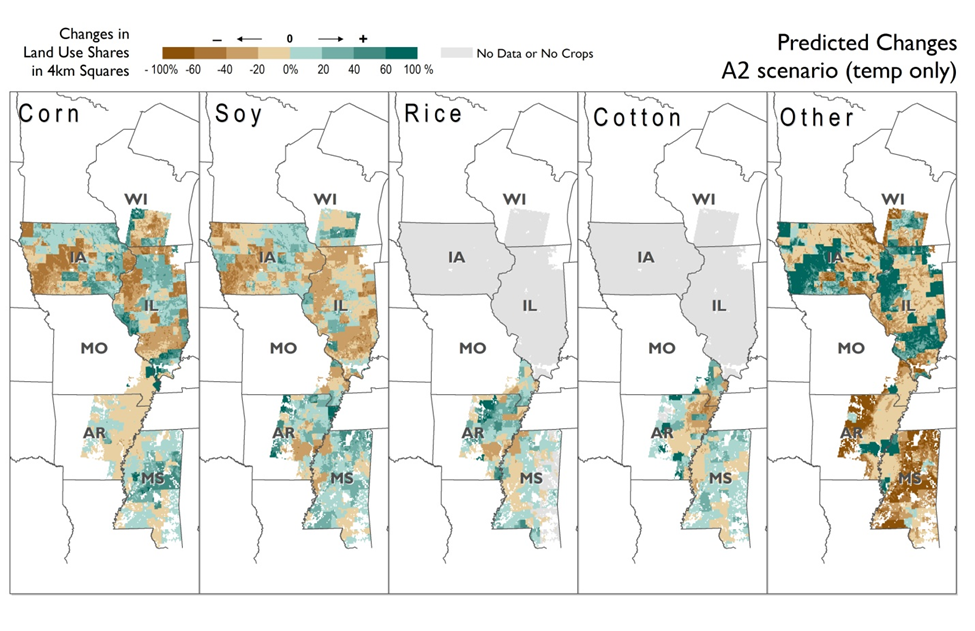 Changes in
Land Use Shares
in 4km Squares
– 0 +
- 100% -60 -40 -20 0% 20 40 60 100 %
No Data or No Crops
Predicted Changes
A2 scenario (temp only)
Corn
WI
IA
IL
MO
AR
MS
Soy
WI
IA
IL
MO
AR
MS
Rice
WI
IA
IL
MO
AR
MS
Cotton
WI
IA
IL
MO
AR
MS
Other
WI
IA
IL
MO
AR
MS